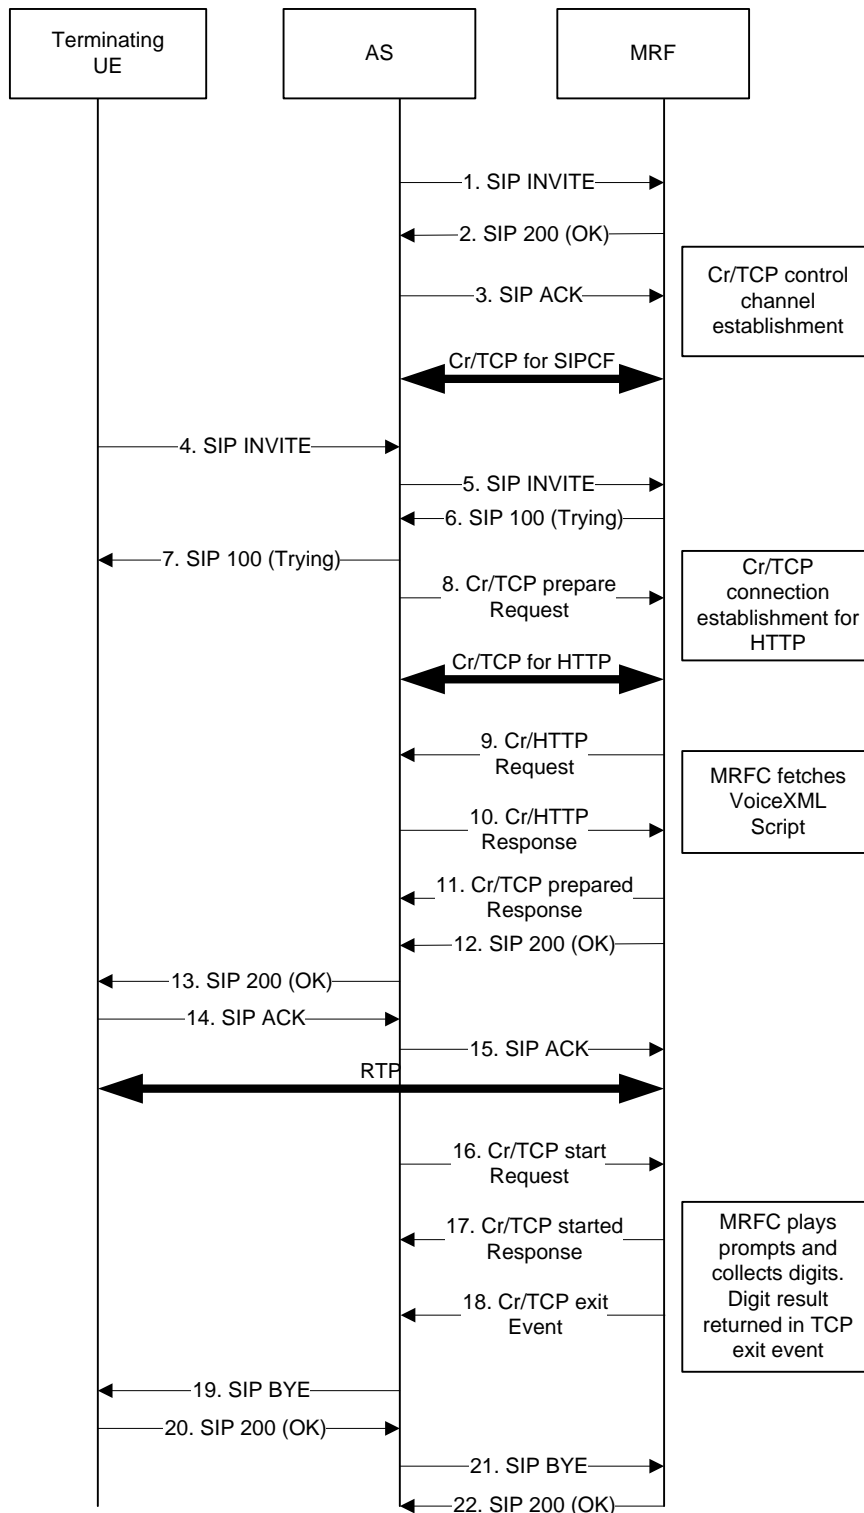 Terminating
UE
AS
MRF
1. SIP INVITE
2. SIP 200 (OK)
3. SIP ACK
Cr/TCP control
channel
establishment
Cr/TCP for SIPCF
4. SIP INVITE
5. SIP INVITE
6. SIP 100 (Trying)
7. SIP 100 (Trying)
8. Cr/TCP prepare
Request
Cr/TCP
connection
establishment for
HTTP
Cr/TCP for HTTP
9. Cr/HTTP
Request
10. Cr/HTTP
Response
MRFC fetches
VoiceXML
Script
11. Cr/TCP prepared
Response
12. SIP 200 (OK)
13. SIP 200 (OK)
14. SIP ACK
15. SIP ACK
RTP
16. Cr/TCP start
Request
17. Cr/TCP started
Response
18. Cr/TCP exit
Event
MRFC plays
prompts and
collects digits.
Digit result
returned in TCP
exit event
19. SIP BYE
20. SIP 200 (OK)
21. SIP BYE
22. SIP 200 (OK)